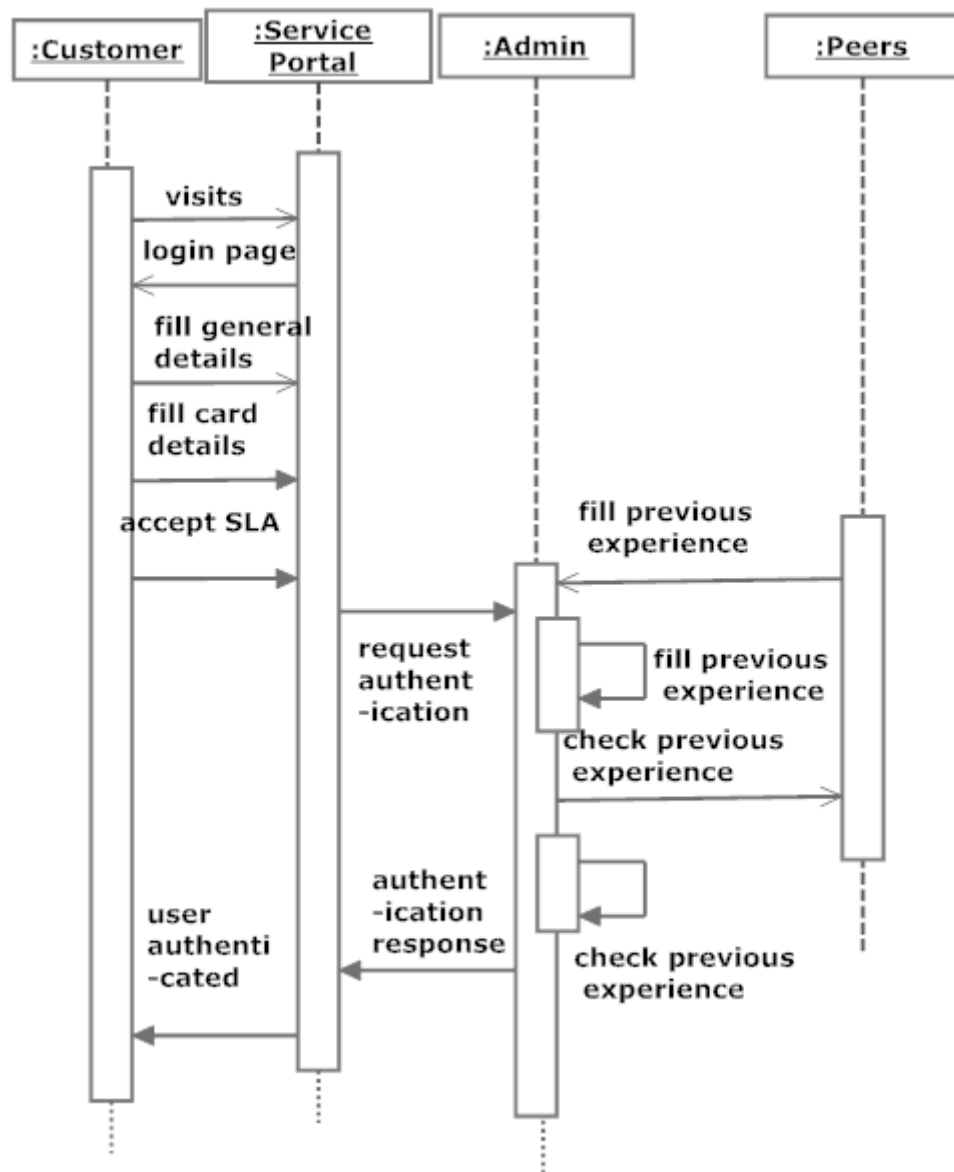 :Customer
:Service
Portal
:Admin
:Peers
visits
login page
fill general
details
fill card
details
accept SLA
fill previous
experience
request
authent
-ication
fill previous
experience
check previous
experience
authent
-ication
response
user
authenti
-cated
check previous
experience